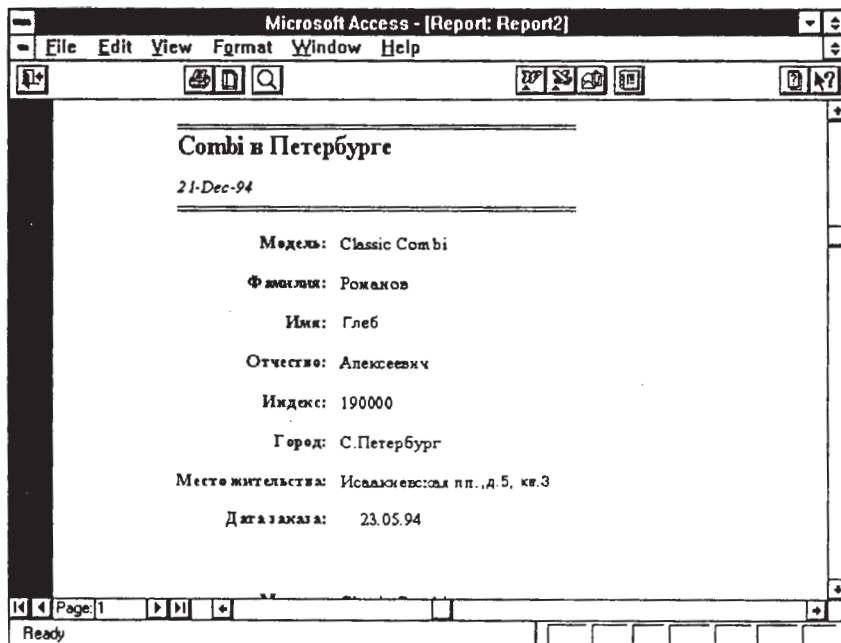 Microsoft Access - [Report: Report2]
File Edit View Format Window Help
Combi в Петербурге
21-Dec-94
Модель: Classic Combi
Фамилия: Романов
Имя: Глеб
Отчество: Алексеевич
Индекс: 190000
Город: С.Петербург
Место жительства: Исаакиевская пл.,д.5, кв.3
Дата заказа: 23.05.94
Page: 1
Ready